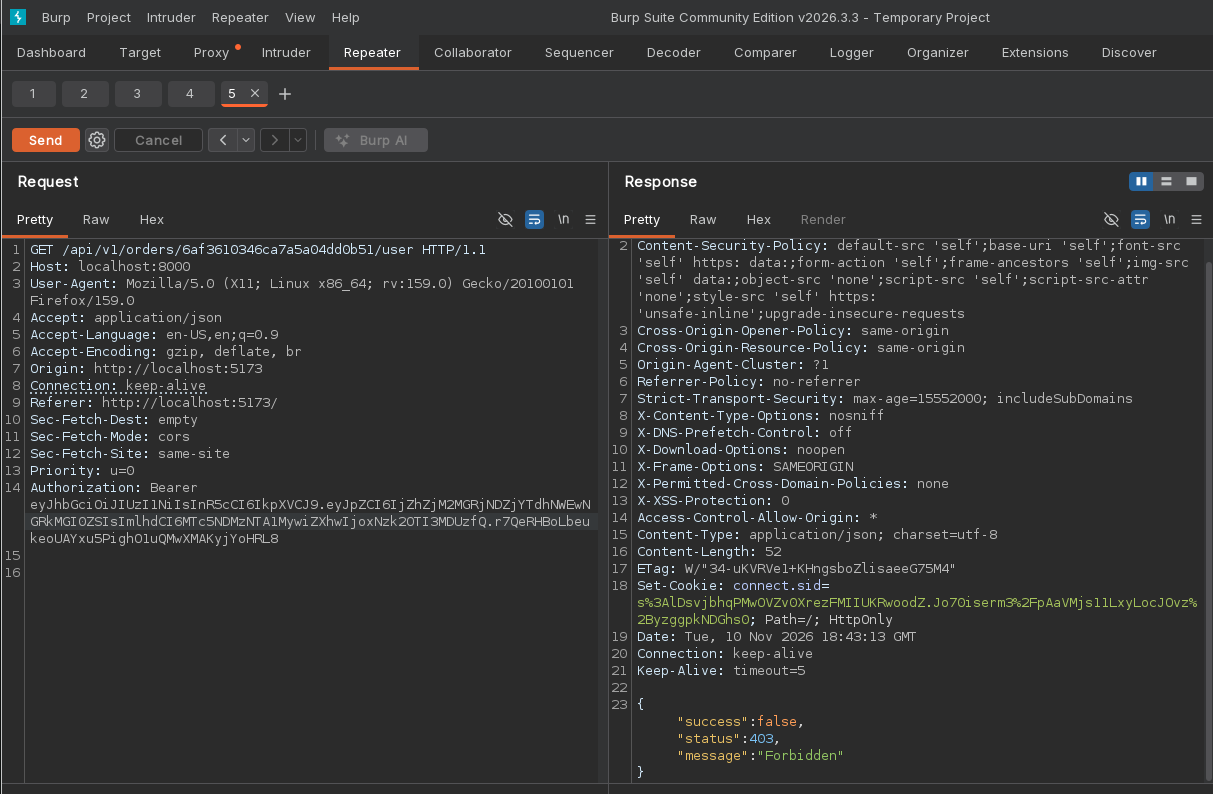 Burp Project Intruder Repeater View Help Burp Suite Community Edition v2026.3.3 - Temporary Project
Dashboard Target Proxy Intruder Repeater Collaborator Sequencer Decoder Comparer Logger Organizer Extensions Discover
1 2 3 4 5
Send Cancel Burp AI
Request
Pretty Raw Hex \n
1 GET /api/v1/orders/6af3610346ca7a5a04dd0b51/user HTTP/1.1
2 Host: localhost:8000
3 User-Agent: Mozilla/5.0 (X11; Linux x86_64; rv:159.0) Gecko/20100101
Firefox/159.0
4 Accept: application/json
5 Accept-Language: en-US,en;q=0.9
6 Accept-Encoding: gzip, deflate, br
7 Origin: http://localhost:5173
8 Connection: keep-alive
9 Referer: http://localhost:5173/
10 Sec-Fetch-Dest: empty
11 Sec-Fetch-Mode: cors
12 Sec-Fetch-Site: same-site
13 Priority: u=0
14 Authorization: Bearer
eyJhbGciOiJIUzI1NiIsInR5cCI6IkpXVCJ9.eyJpZCI6IjZhZjM2MGRjNDZjYTdhNWEwN
GRkMGI0ZSIsImlhdCI6MTc5NDMzNTA1MywiZXhwIjoxNzk2OTI3MDUzfQ.r7QeRHBoLbeu
keoUAYxu5PighO1uQMwXMAKyjYoHRL8
15
16
Response
Pretty Raw Hex Render \n
2 Content-Security-Policy: default-src 'self';base-uri 'self';font-src
'self' https: data:;form-action 'self';frame-ancestors 'self';img-src
'self' data:;object-src 'none';script-src 'self';script-src-attr
'none';style-src 'self' https:
'unsafe-inline';upgrade-insecure-requests
3 Cross-Origin-Opener-Policy: same-origin
4 Cross-Origin-Resource-Policy: same-origin
5 Origin-Agent-Cluster: ?1
6 Referrer-Policy: no-referrer
7 Strict-Transport-Security: max-age=15552000; includeSubDomains
8 X-Content-Type-Options: nosniff
9 X-DNS-Prefetch-Control: off
10 X-Download-Options: noopen
11 X-Frame-Options: SAMEORIGIN
12 X-Permitted-Cross-Domain-Policies: none
13 X-XSS-Protection: 0
14 Access-Control-Allow-Origin: *
15 Content-Type: application/json; charset=utf-8
16 Content-Length: 52
17 ETag: W/"34-uKVRVe1+KHngsboZlisaeeG75M4"
18 Set-Cookie: connect.sid=
s%3AlDsvjbhqPMwOVZvOXrezFMIIUKRwoodZ.Jo70iserm3%2FpAaVMjs11LxyLocJOvz%
2ByzggpkNDGhsO; Path=/; HttpOnly
19 Date: Tue, 10 Nov 2026 18:43:13 GMT
20 Connection: keep-alive
21 Keep-Alive: timeout=5
22
23 {
"success":false,
"status":403,
"message":"Forbidden"
}